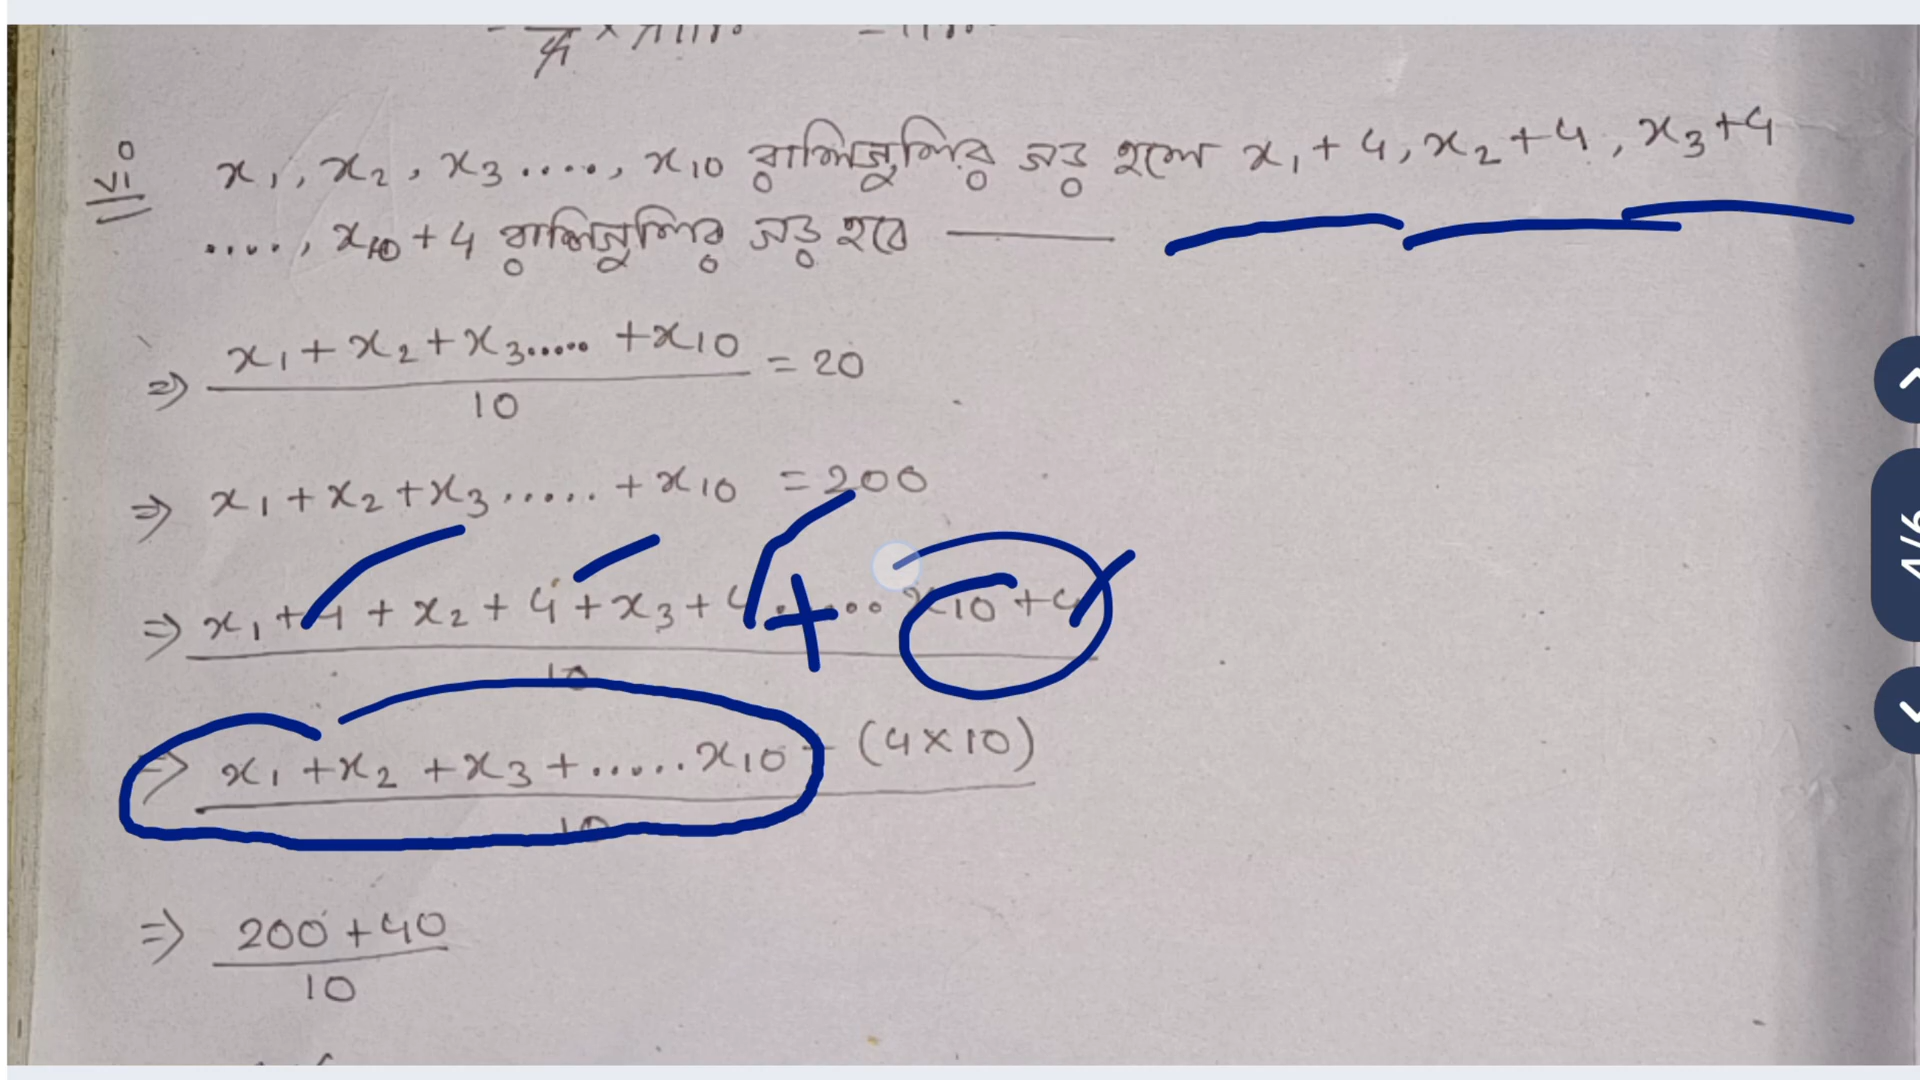 vi
x₁, x₂, x₃ ....., x₁₀ রাশিগুলির গড় হলে x₁ + 4, x₂ + 4, x₃ + 4
....., x₁₀ + 4 রাশিগুলির গড় হবে ———
⇒ x₁ + x₂ + x₃ ..... + x₁₀ / 10 = 20
⇒ x₁ + x₂ + x₃ ..... + x₁₀ = 200
⇒ x₁ + 4 + x₂ + 4 + x₃ + 4 + ..... x₁₀ + 4 / 10
⇒ x₁ + x₂ + x₃ + ..... x₁₀ + (4 × 10) / 10
⇒ 200 + 40 / 10
4/6